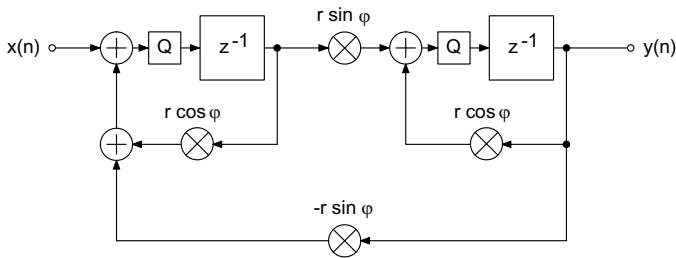 r sin φ
x(n) Q z-1 Q z-1 y(n)
r cos φ r cos φ
-r sin φ